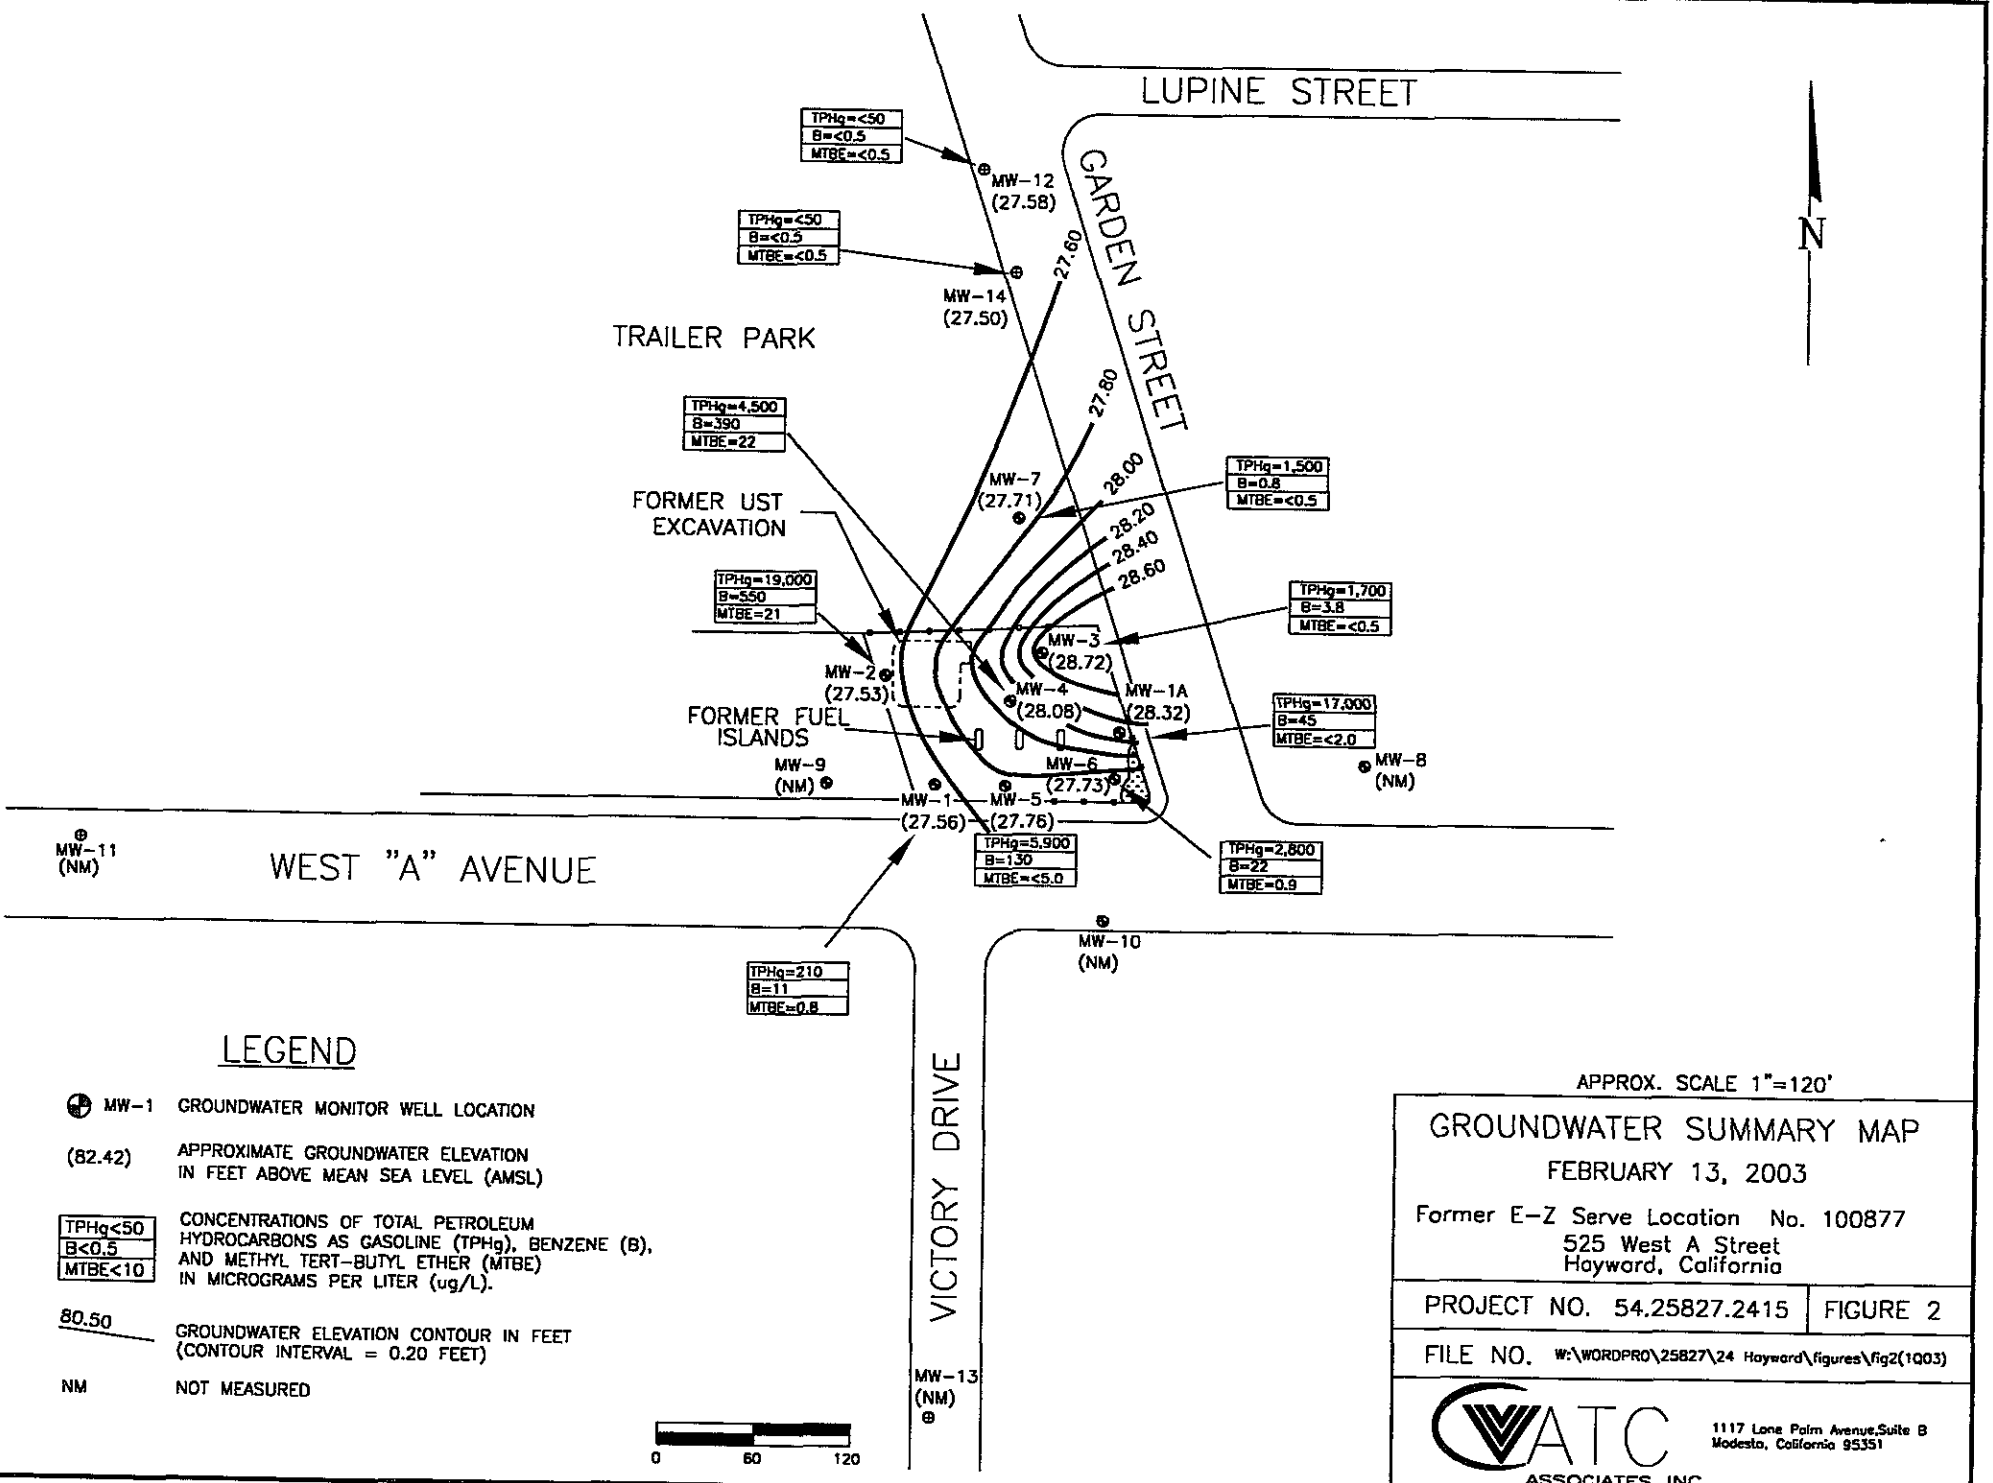 LUPINE STREET
GARDEN STREET
N
TPHg=<50
B=<0.5
MTBE=<0.5
MW-12
(27.58)
TPHg=<50
B=<0.5
MTBE=<0.5
MW-14
(27.50)
27.60
TRAILER PARK
27.80
TPHg=4,500
B=390
MTBE=22
MW-7
(27.71)
28.00
TPHg=1,500
B=0.8
MTBE=<0.5
FORMER UST
EXCAVATION
28.20
28.40
28.60
TPHg=19,000
B=550
MTBE=21
TPHg=1,700
B=3.8
MTBE=<0.5
MW-3
(28.72)
MW-2
(27.53)
MW-4
(28.08)
MW-1A
(28.32)
TPHg=17,000
B=45
MTBE=<2.0
FORMER FUEL
ISLANDS
MW-9
(NM)
MW-6
(27.73)
MW-8
(NM)
MW-1
(27.56)
MW-5
(27.76)
MW-11
(NM)
WEST "A" AVENUE
TPHg=5,900
B=130
MTBE=<5.0
TPHg=2,800
B=22
MTBE=0.9
MW-10
(NM)
TPHg=210
B=11
MTBE=0.8
VICTORY DRIVE
MW-13
(NM)
LEGEND
MW-1 GROUNDWATER MONITOR WELL LOCATION
(82.42) APPROXIMATE GROUNDWATER ELEVATION
IN FEET ABOVE MEAN SEA LEVEL (AMSL)
TPHg<50
B<0.5
MTBE<10
CONCENTRATIONS OF TOTAL PETROLEUM
HYDROCARBONS AS GASOLINE (TPHg), BENZENE (B),
AND METHYL TERT-BUTYL ETHER (MTBE)
IN MICROGRAMS PER LITER (ug/L).
80.50
GROUNDWATER ELEVATION CONTOUR IN FEET
(CONTOUR INTERVAL = 0.20 FEET)
NM NOT MEASURED
0 60 120
APPROX. SCALE 1"=120'
GROUNDWATER SUMMARY MAP
FEBRUARY 13, 2003
Former E-Z Serve Location No. 100877
525 West A Street
Hayward, California
PROJECT NO. 54.25827.2415
FIGURE 2
FILE NO. W:\WORDPRO\25827\24 Hayward\figures\fig2(1Q03)
ATC
ASSOCIATES INC
1117 Lone Palm Avenue,Suite B
Modesto, California 95351